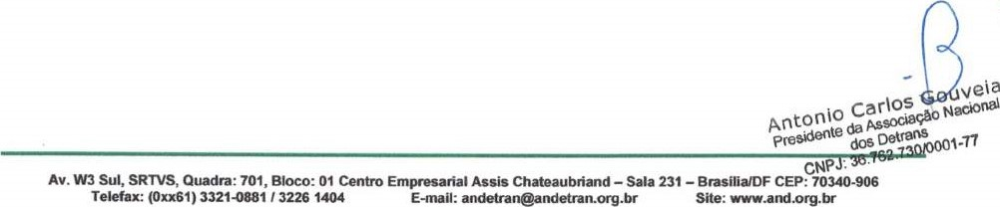 Antonio Carlos Gouveia
Presidente da Associação Nacional
dos Detrans
CNPJ: 36.762.730/0001-77
Av. W3 Sul, SRTVS, Quadra: 701, Bloco: 01 Centro Empresarial Assis Chateaubriand – Sala 231 – Brasília/DF CEP: 70340-906
Telefax: (0xx61) 3321-0881 / 3226 1404 E-mail: andetran@andetran.org.br Site: www.and.org.br